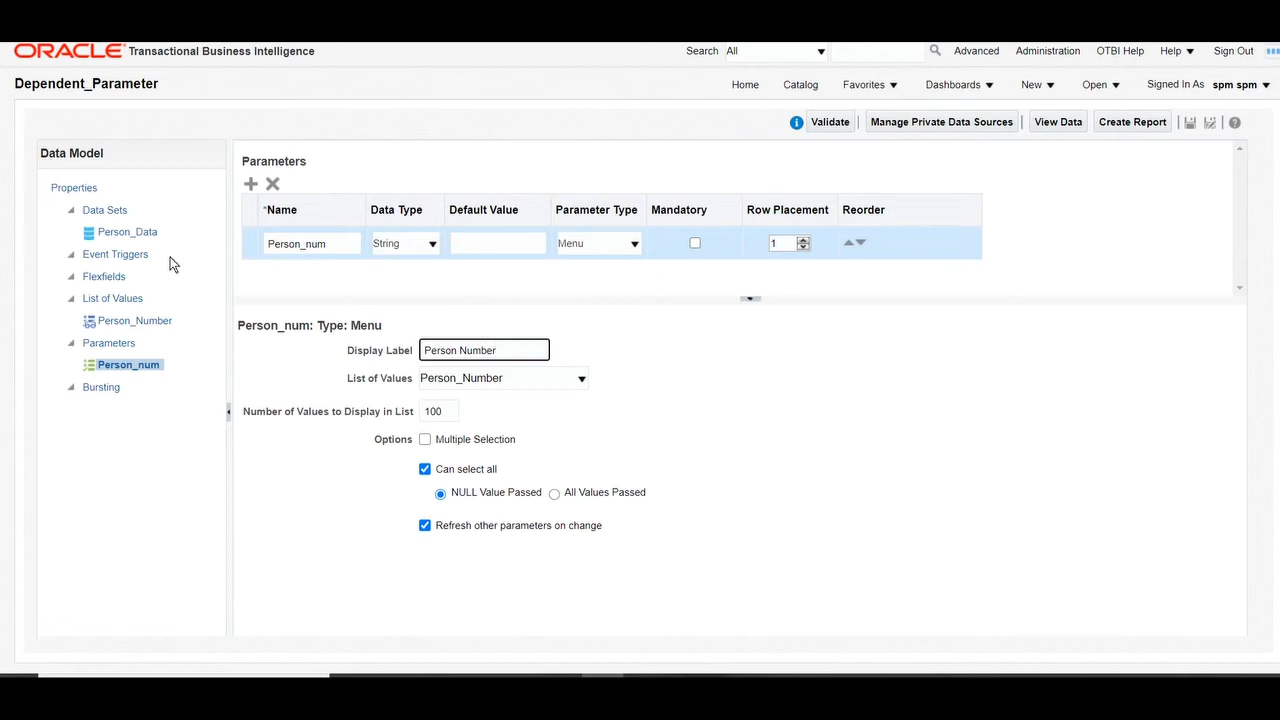 ORACLE Transactional Business Intelligence Search All Advanced Administration OTBI Help Help Sign Out
Dependent_Parameter Home Catalog Favorites Dashboards New Open Signed In As spm spm
Validate Manage Private Data Sources View Data Create Report
Data Model
Properties
Data Sets
Person_Data
Event Triggers
Flexfields
List of Values
Person_Number
Parameters
Person_num
Bursting
Parameters
*Name Data Type Default Value Parameter Type Mandatory Row Placement Reorder
Person_num String Menu 1
Person_num: Type: Menu
Display Label Person Number
List of Values Person_Number
Number of Values to Display in List 100
Options Multiple Selection
Can select all
NULL Value Passed All Values Passed
Refresh other parameters on change